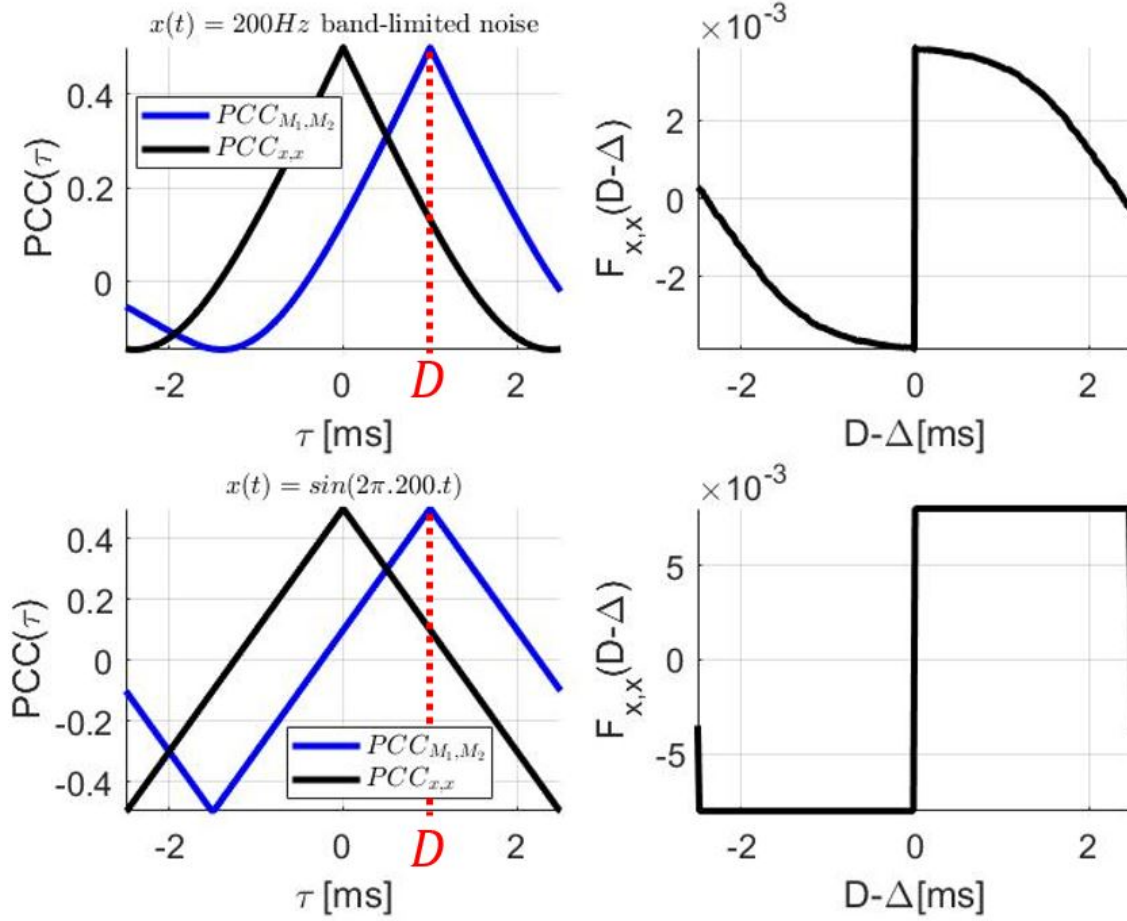 x(t) = 200Hz band-limited noise
PCC(τ)
0.4
0.2
0
PCC_{M_1,M_2}
PCC_{x,x}
-2
0
2
D
τ [ms]
×10^{-3}
F_{x,x}(D-Δ)
2
0
-2
-2
0
2
D-Δ[ms]
x(t) = sin(2π.200.t)
PCC(τ)
0.4
0.2
0
-0.2
-0.4
PCC_{M_1,M_2}
PCC_{x,x}
-2
0
2
D
τ [ms]
×10^{-3}
F_{x,x}(D-Δ)
5
0
-5
-2
0
2
D-Δ[ms]